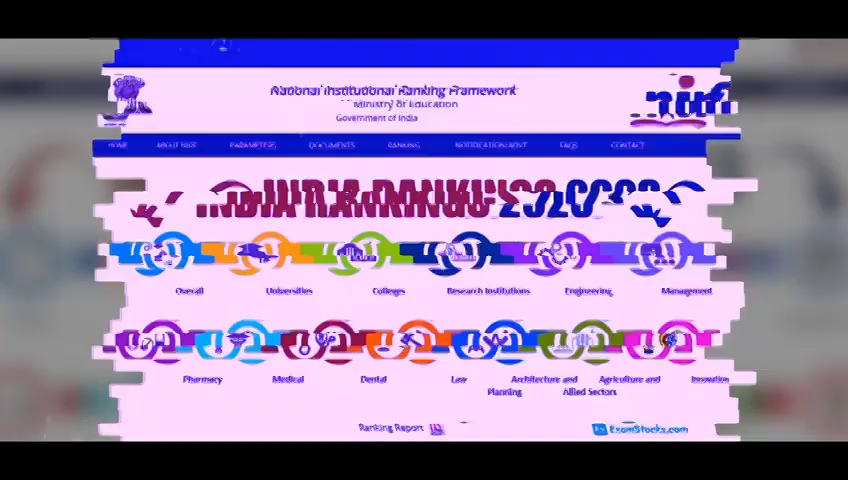 National Institutional Ranking Framework
Ministry of Education
Government of India
nirf
HOME ABOUT NIRF PARAMETERS DOCUMENTS RANKING NOTIFICATION/ADVT FAQS CONTACT
INDIA RANKINGS
Overall Universities Colleges Research Institutions Engineering Management
Pharmacy Medical Dental Law Architecture and Planning Agriculture and Allied Sectors Innovation
Ranking Report
ExamStocks.com